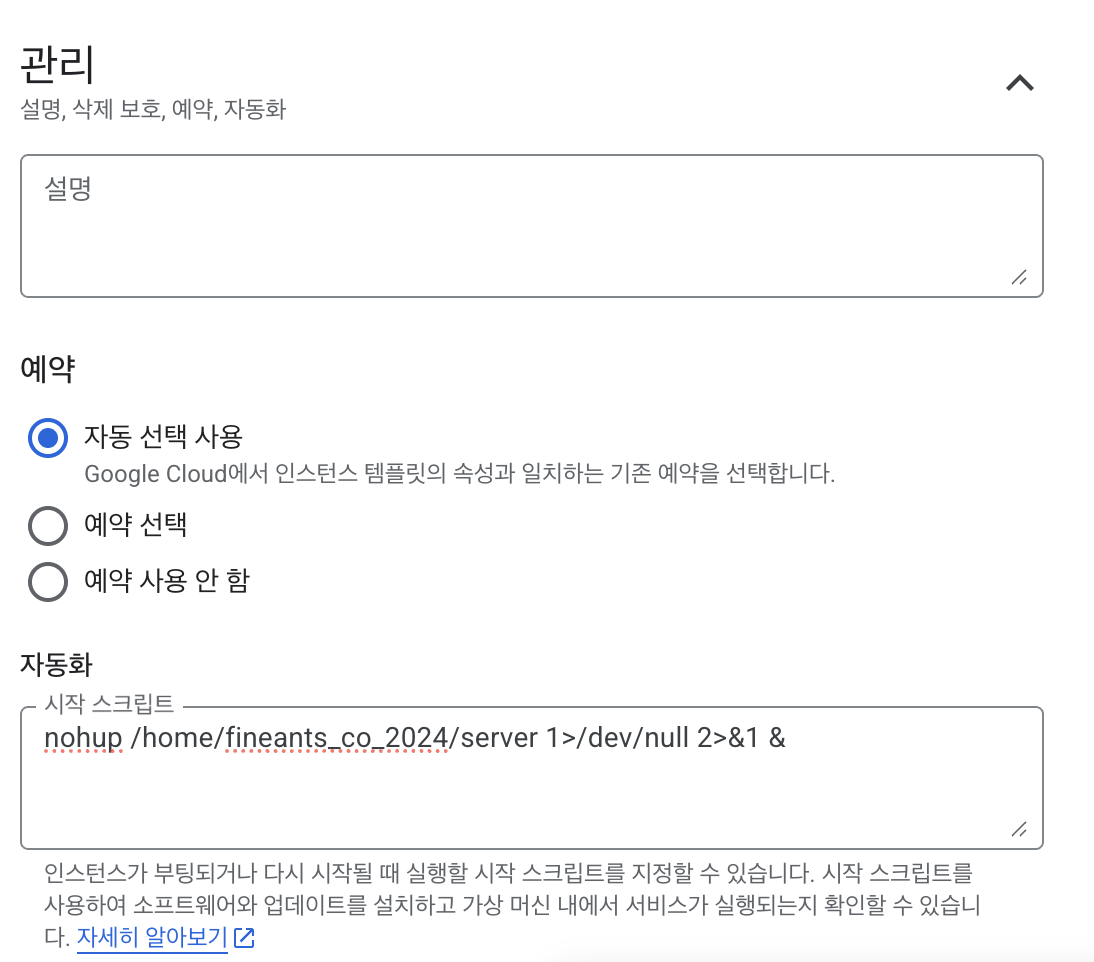 관리
설명, 삭제 보호, 예약, 자동화
설명
예약
자동 선택 사용
Google Cloud에서 인스턴스 템플릿의 속성과 일치하는 기존 예약을 선택합니다.
예약 선택
예약 사용 안 함
자동화
시작 스크립트
nohup /home/fineants_co_2024/server 1>/dev/null 2>&1 &
인스턴스가 부팅되거나 다시 시작될 때 실행할 시작 스크립트를 지정할 수 있습니다. 시작 스크립트를
사용하여 소프트웨어와 업데이트를 설치하고 가상 머신 내에서 서비스가 실행되는지 확인할 수 있습니
다. 자세히 알아보기